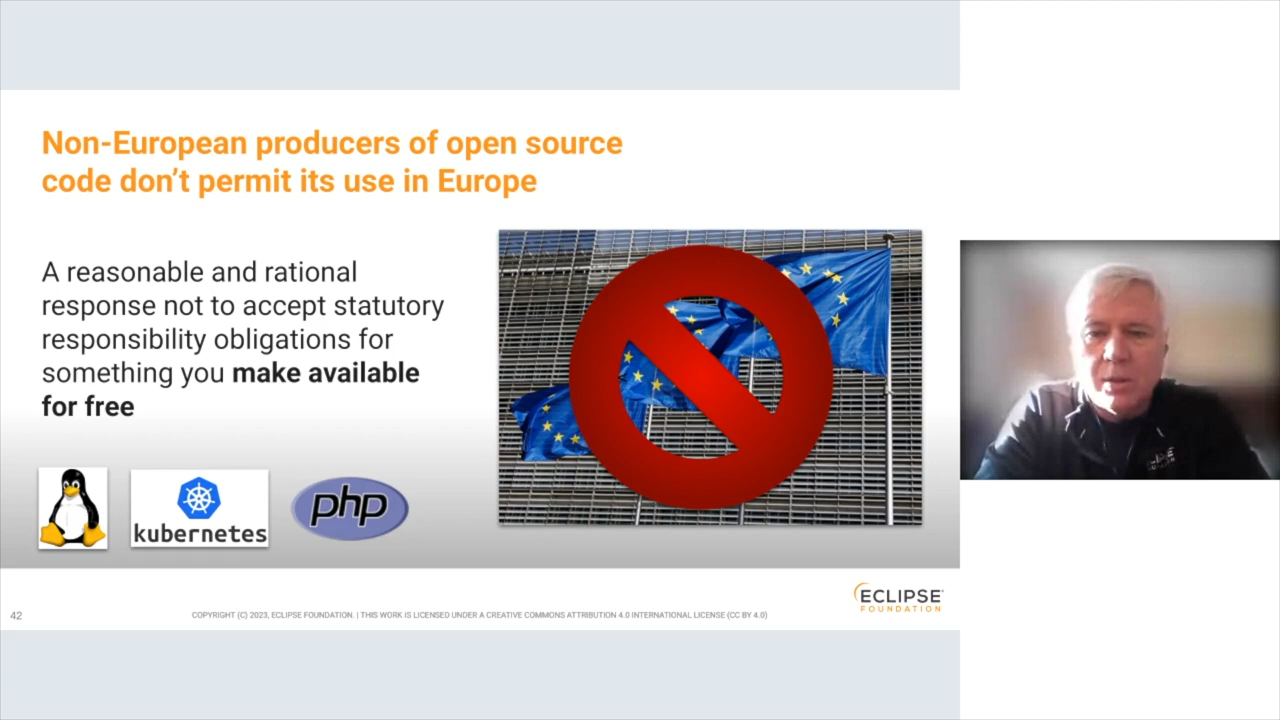 Non-European producers of open source
code don’t permit its use in Europe
A reasonable and rational
response not to accept statutory
responsibility obligations for
something you make available
for free
kubernetes
php
42
COPYRIGHT (C) 2023, ECLIPSE FOUNDATION. | THIS WORK IS LICENSED UNDER A CREATIVE COMMONS ATTRIBUTION 4.0 INTERNATIONAL LICENSE (CC BY 4.0)
ECLIPSE
FOUNDATION